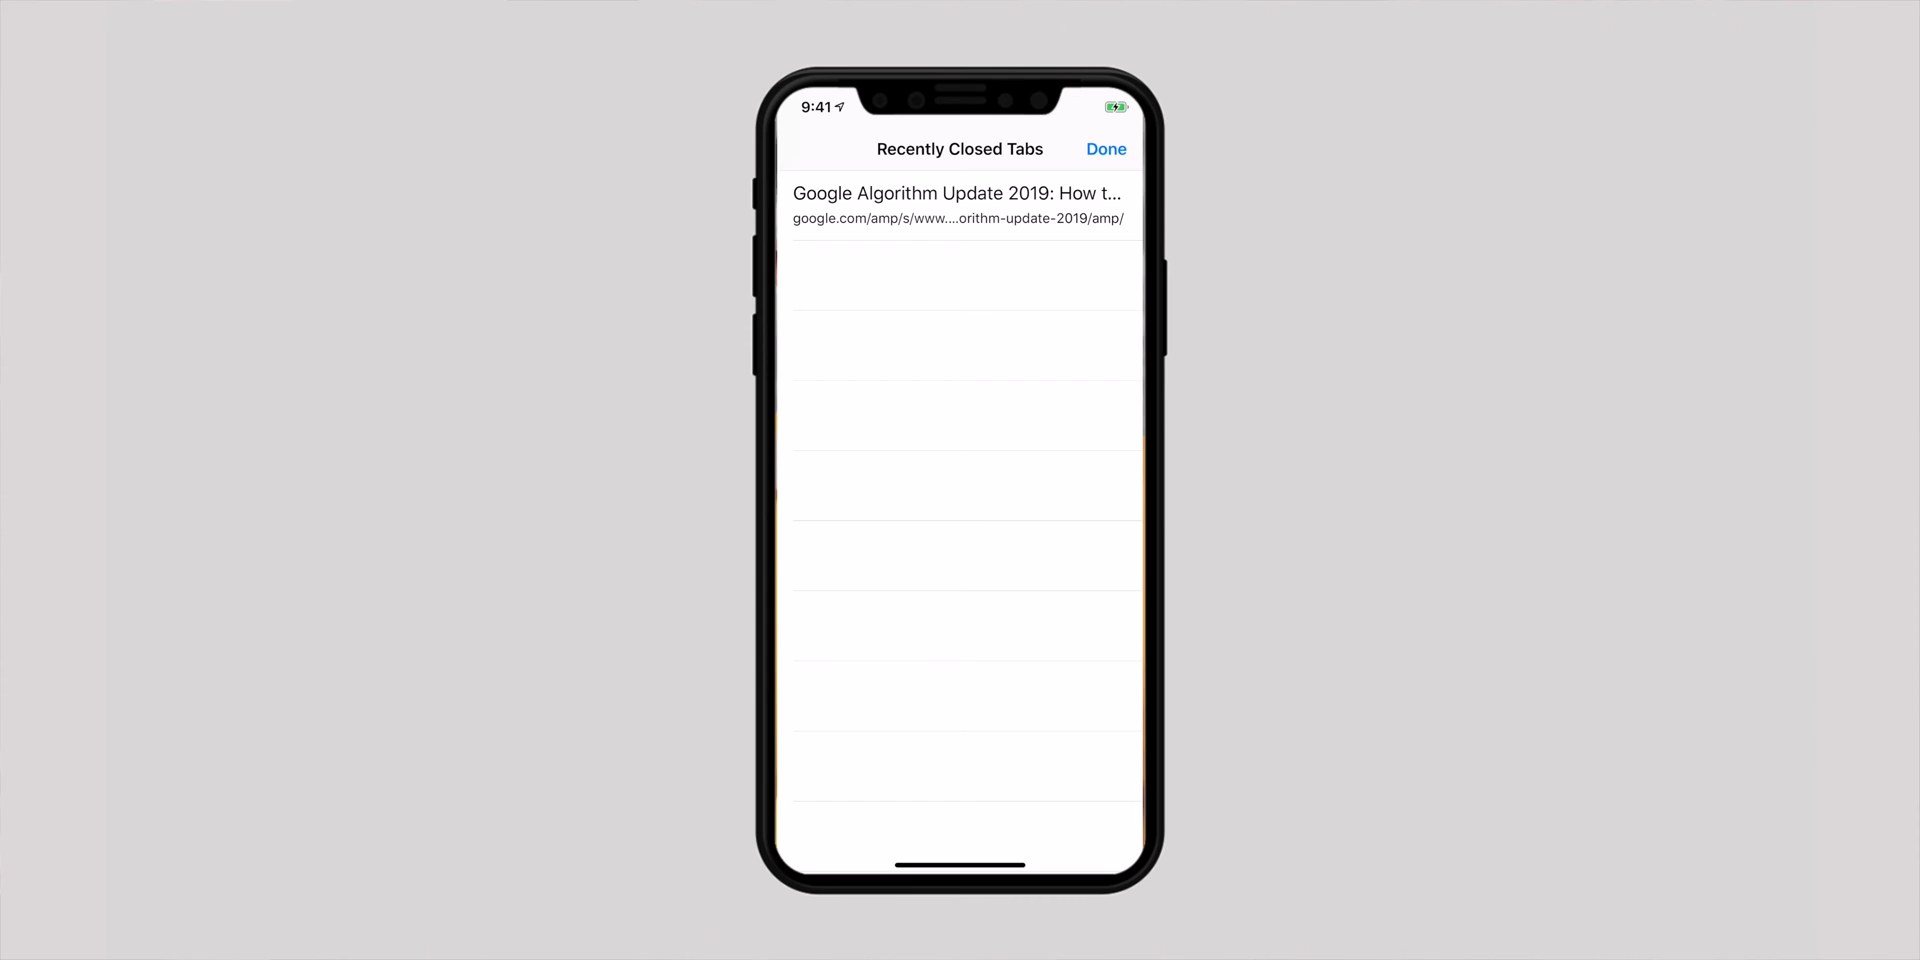 9:41
Recently Closed Tabs
Done
Google Algorithm Update 2019: How t...
google.com/amp/s/www....orithm-update-2019/amp/